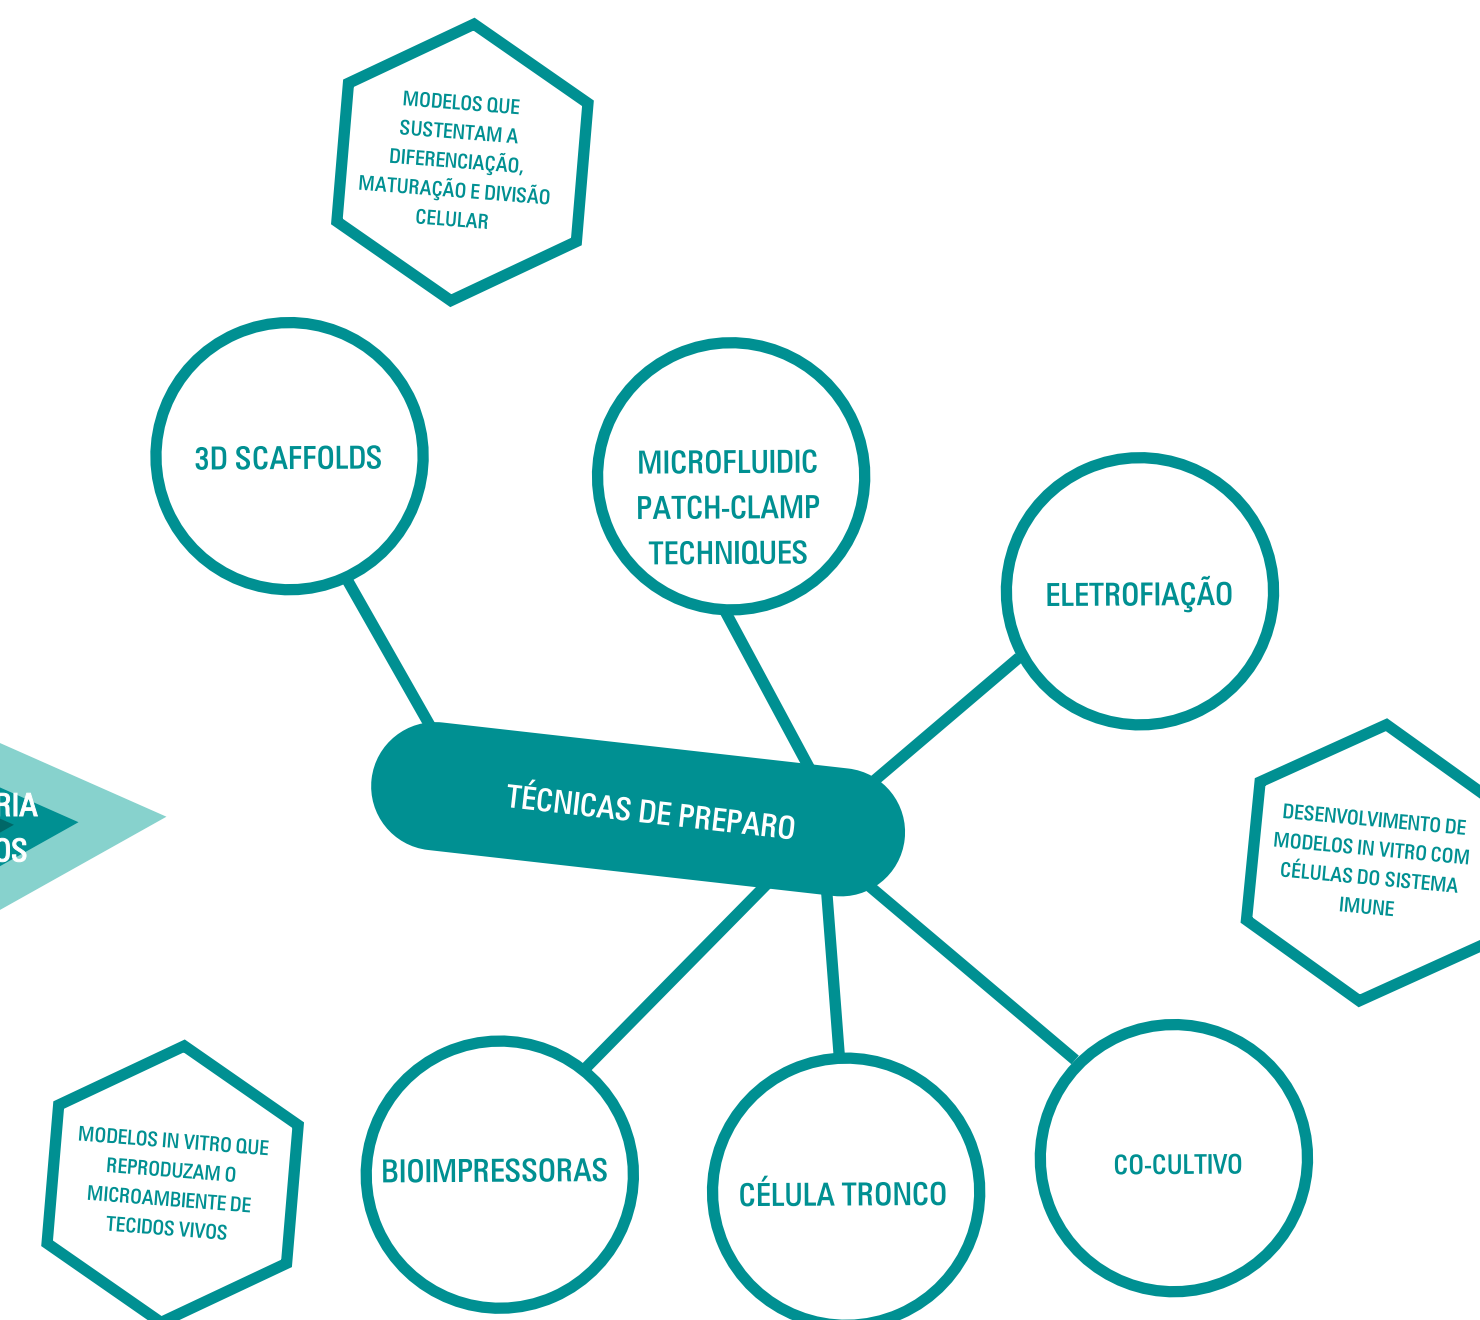 MODELOS QUE
SUSTENTAM A
DIFERENCIAÇÃO,
MATURAÇÃO E DIVISÃO
CELULAR
3D SCAFFOLDS
MICROFLUIDIC
PATCH-CLAMP
TECHNIQUES
ELETROFIAÇÃO
TÉCNICAS DE PREPARO
DESENVOLVIMENTO DE
MODELOS IN VITRO COM
CÉLULAS DO SISTEMA
IMUNE
MODELOS IN VITRO QUE
REPRODUZAM O
MICROAMBIENTE DE
TECIDOS VIVOS
BIOIMPRESSORAS
CÉLULA TRONCO
CO-CULTIVO